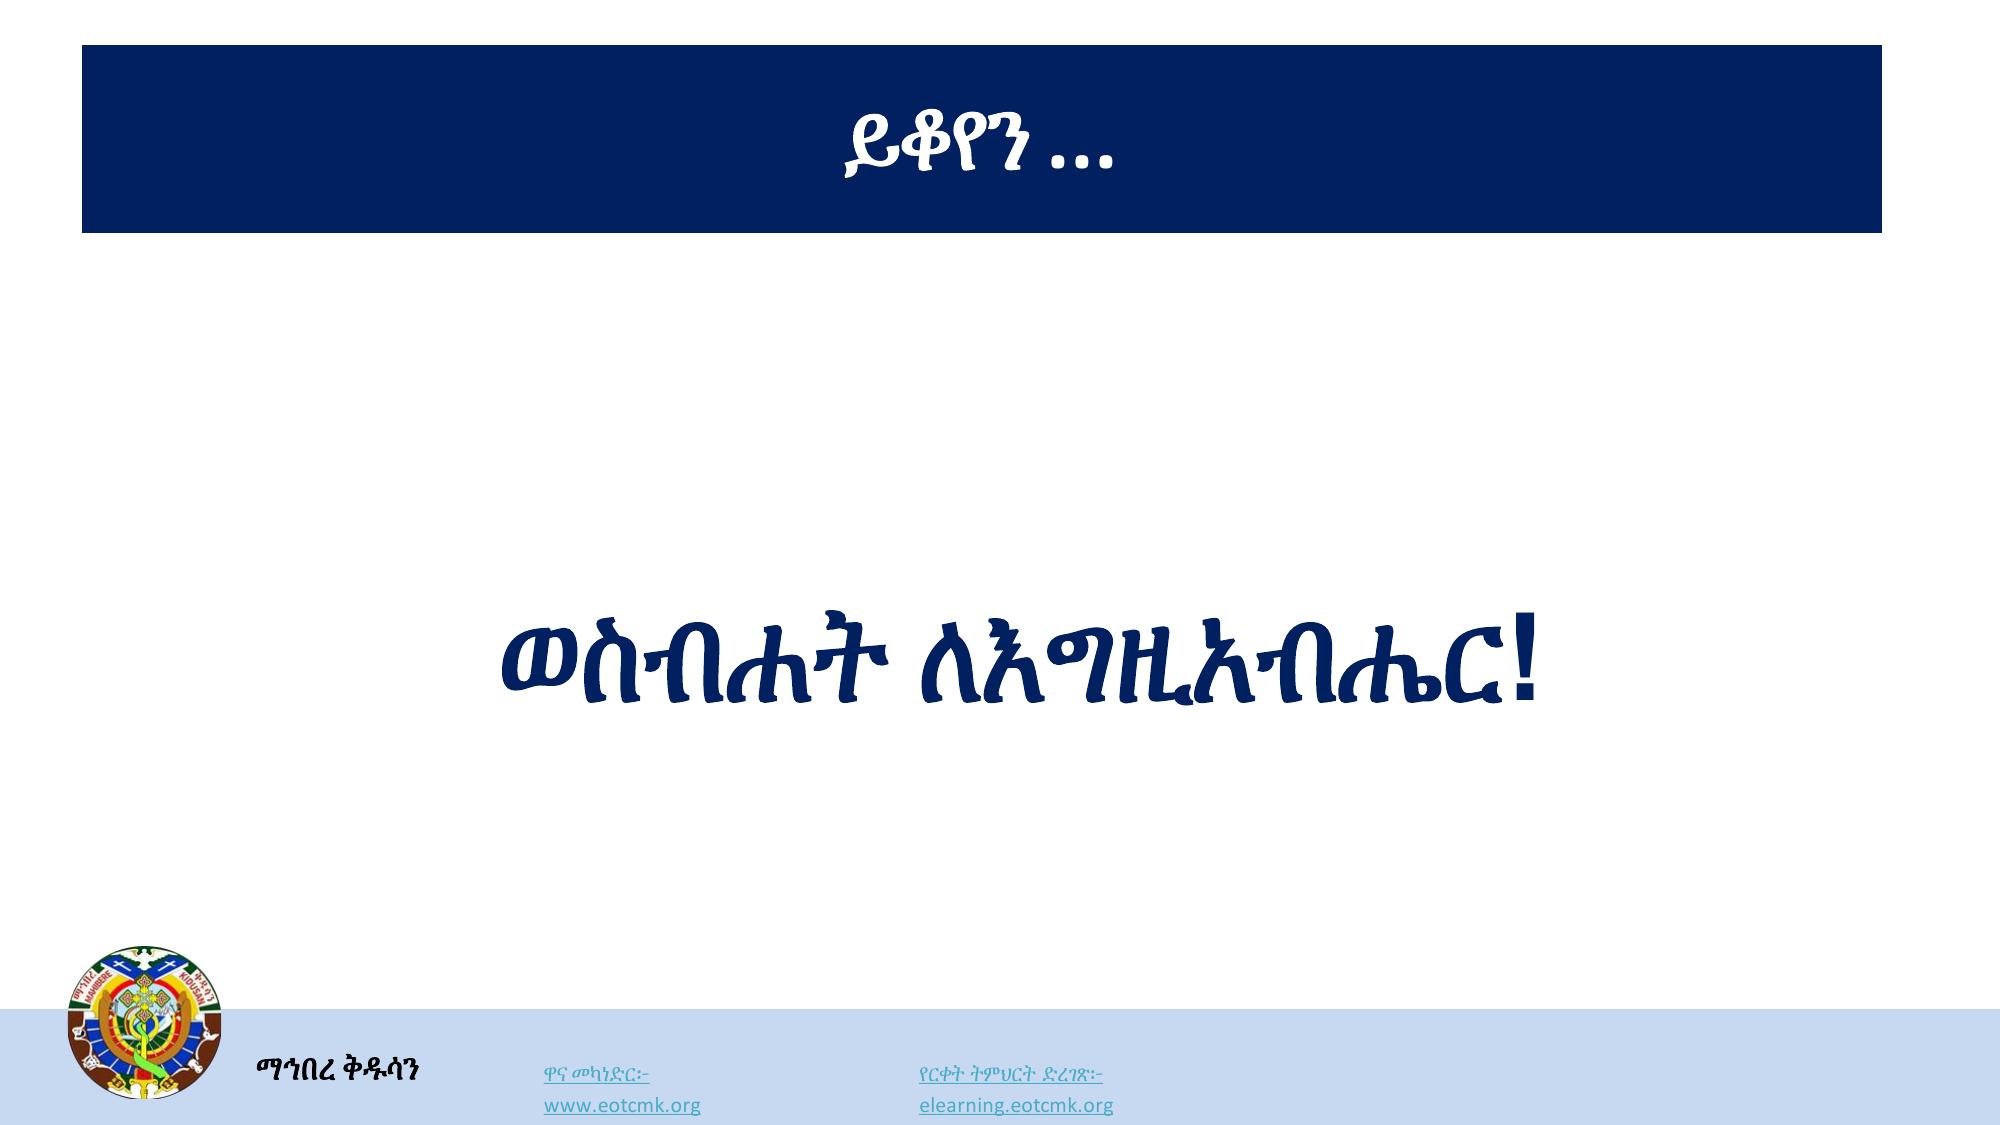 ይቆየን ...
ወስብሐት ለእግዚአብሔር!
ማኅበረ ቅዱሳን
MAHIBERE KIDUSAN
ማኅበረ ቅዱሳን
ዋና መካነድር፡-
www.eotcmk.org
የርቀት ትምህርት ድረገጽ፡-
elearning.eotcmk.org